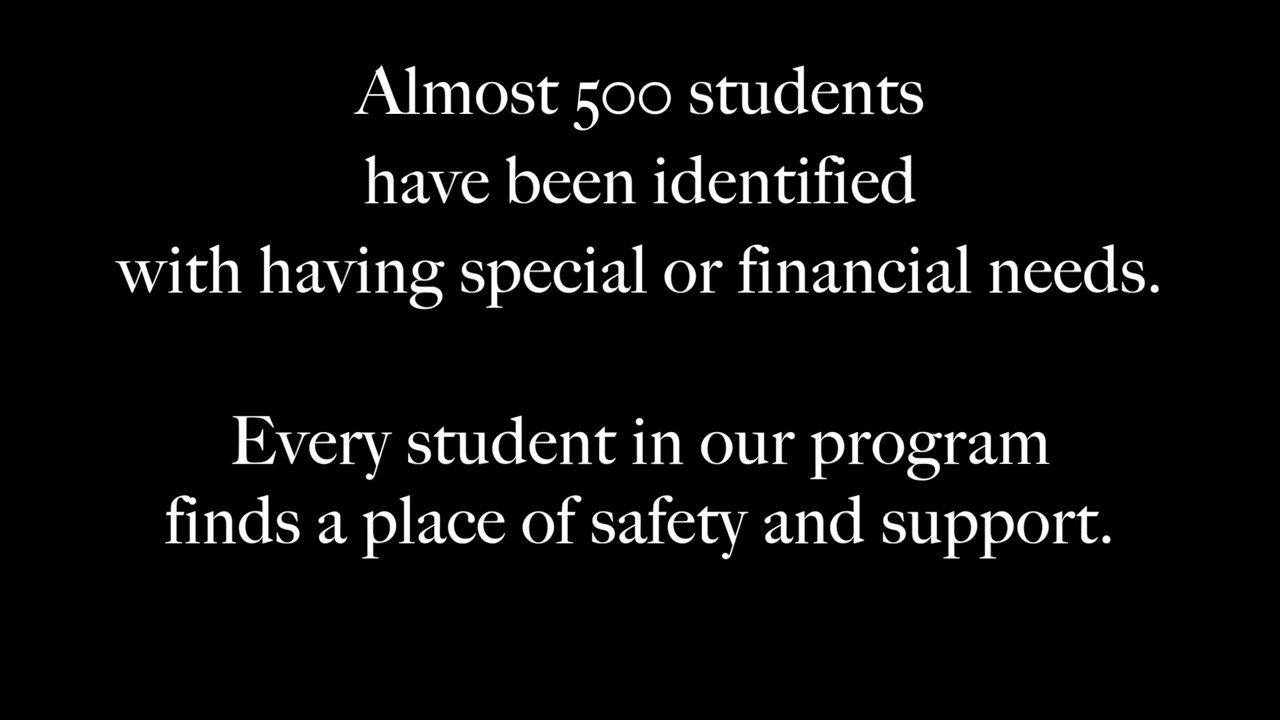 Almost 500 students
have been identified
with having special or financial needs.
Every student in our program
finds a place of safety and support.